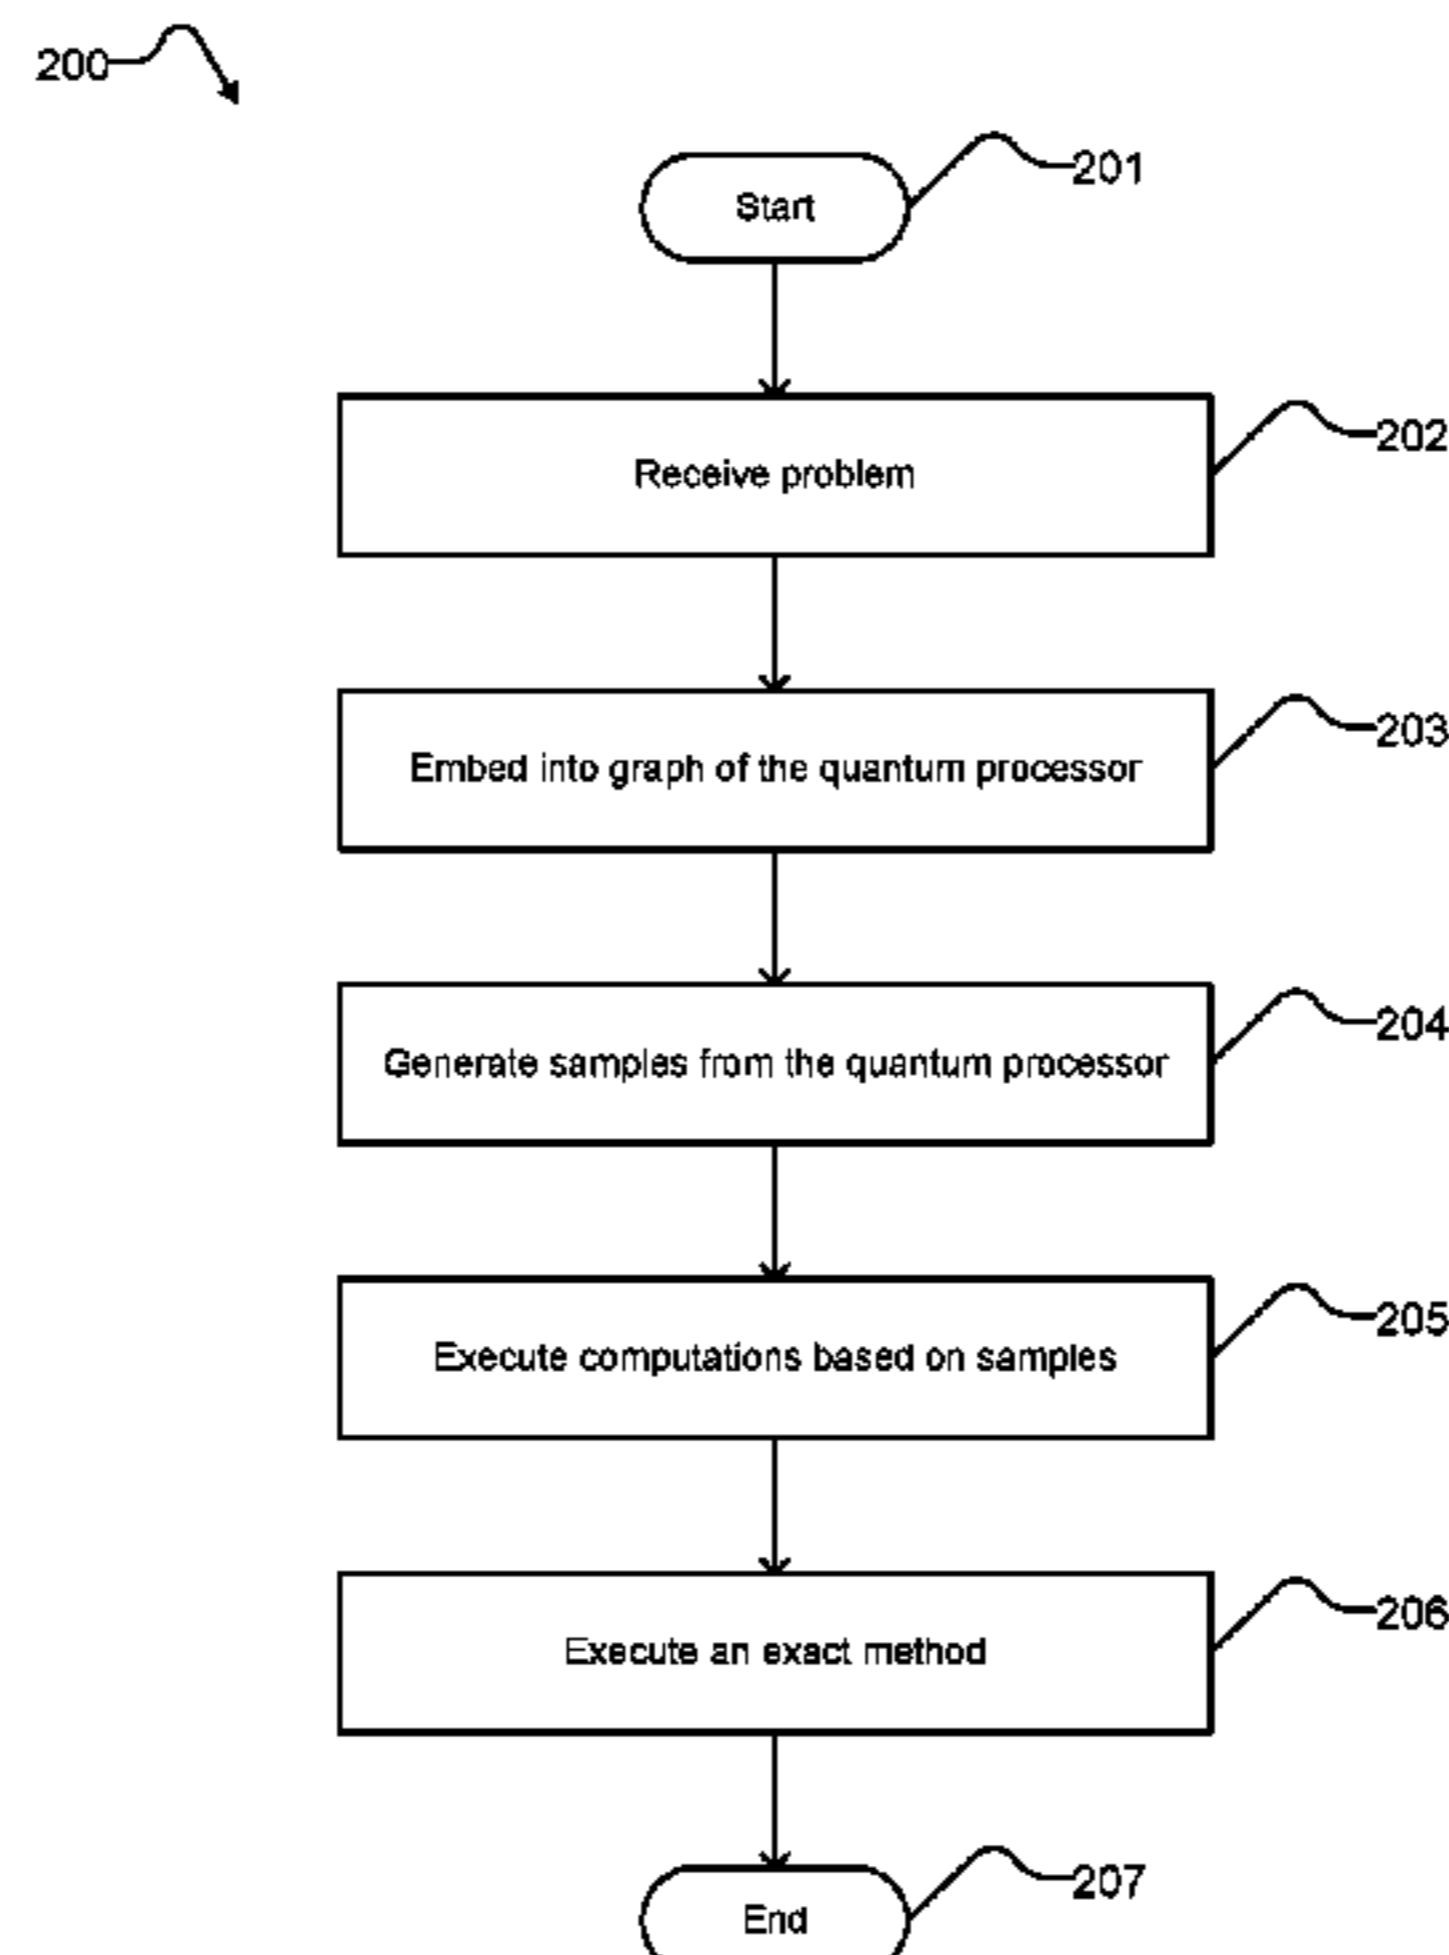 200
201
Start
202
Receive problem
203
Embed into graph of the quantum processor
204
Generate samples from the quantum processor
205
Execute computations based on samples
206
Execute an exact method
207
End